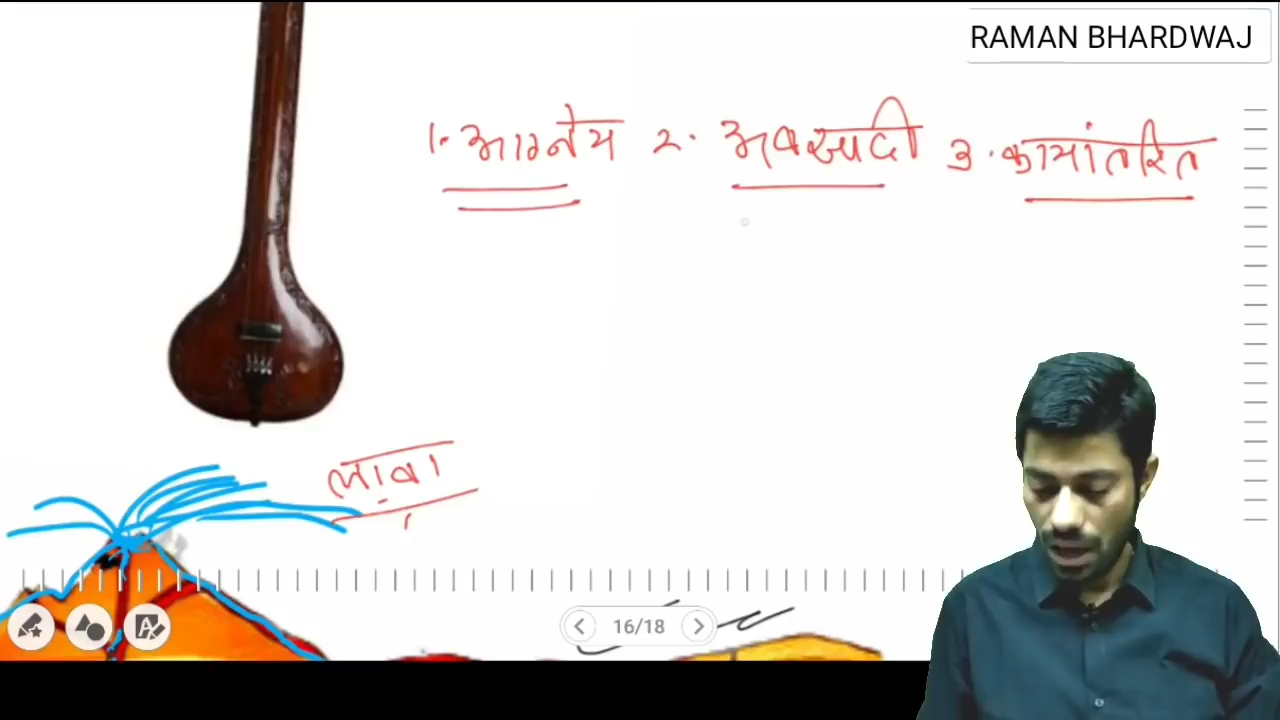 RAMAN BHARDWAJ
1. आग्नेय 2. अवसादी 3. कायांतरित
लावा
16/18